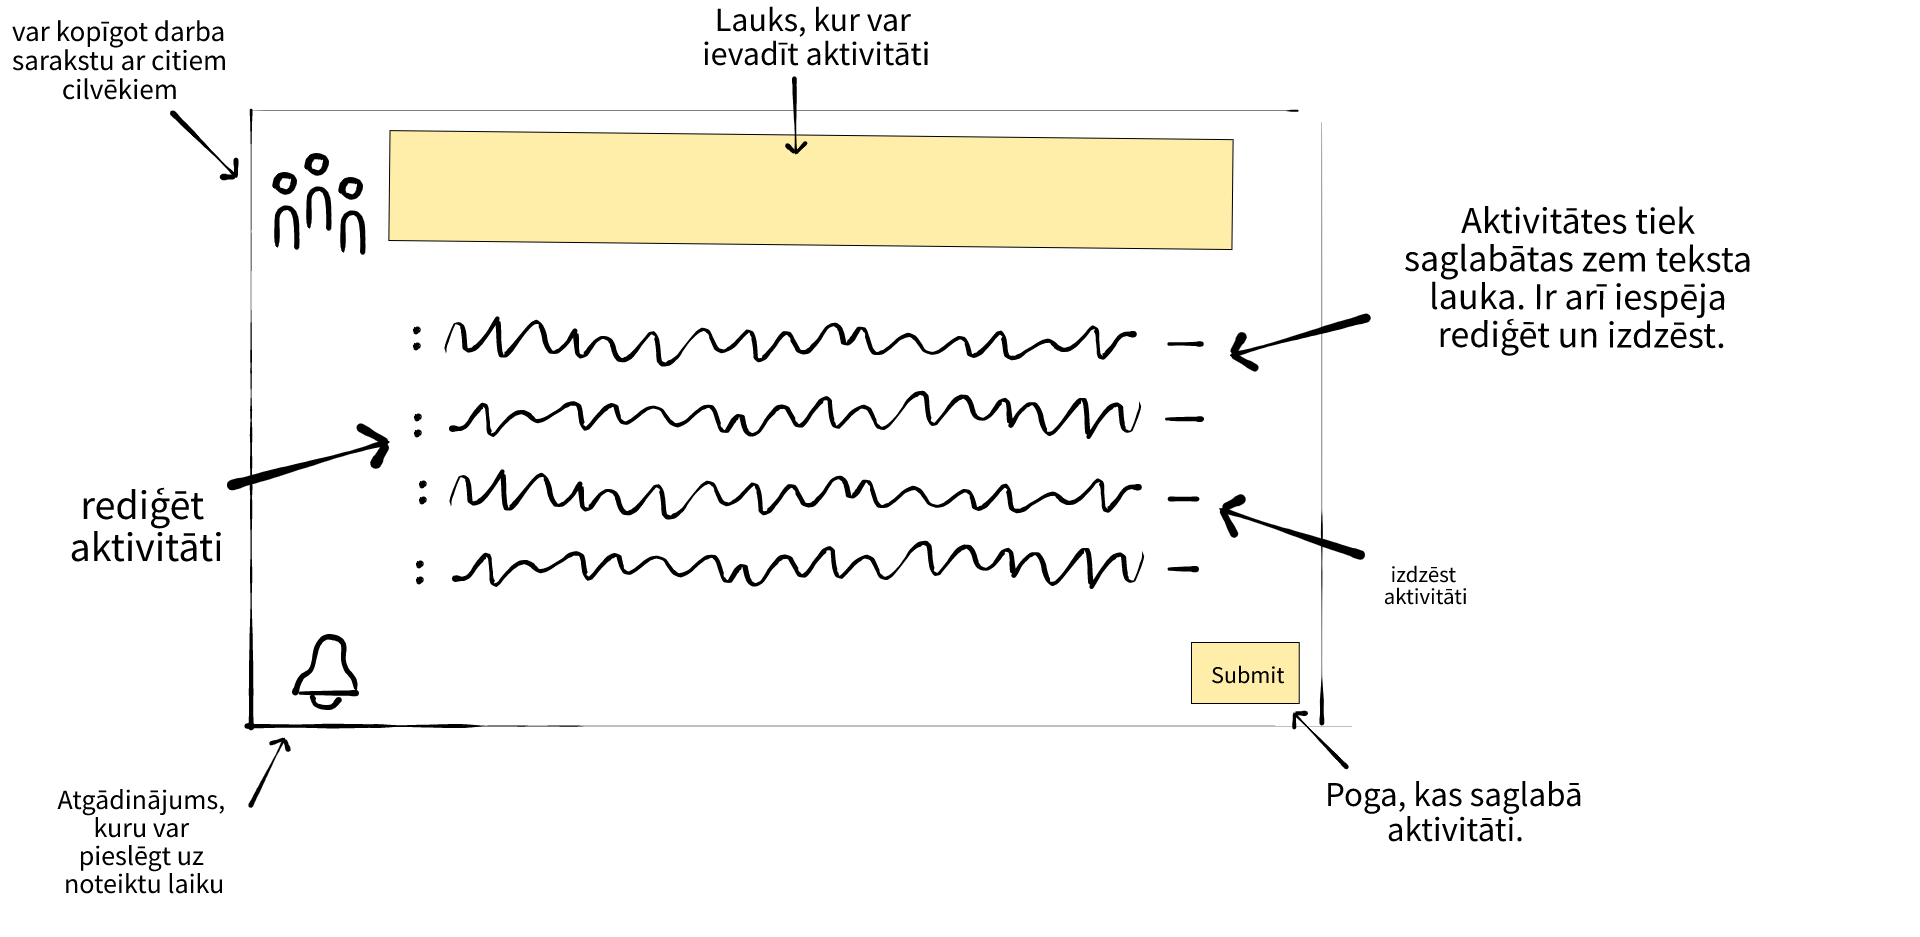 var kopīgot darba
sarakstu ar citiem
cilvēkiem
Lauks, kur var
ievadīt aktivitāti
Aktivitātes tiek
saglabātas zem teksta
lauka. Ir arī iespēja
rediģēt un izdzēst.
rediģēt
aktivitāti
izdzēst
aktivitāti
Submit
Atgādinājums,
kuru var
pieslēgt uz
noteiktu laiku
Poga, kas saglabā
aktivitāti.